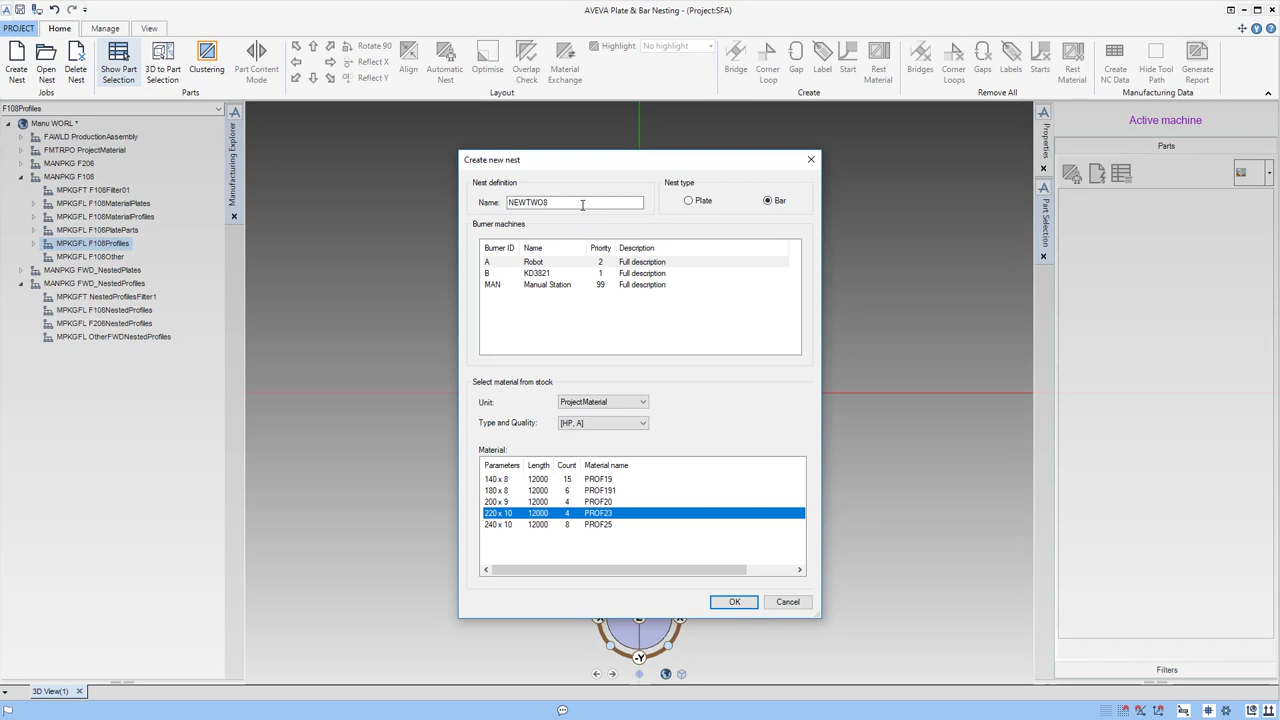 AVEVA Plate & Bar Nesting - (Project:SFA)
PROJECT Home Manage View
Create Nest
Open Nest
Delete Nest
Jobs
Show Part Selection
3D to Part Selection
Clustering
Part Content Mode
Parts
Rotate 90
Reflect X
Reflect Y
Align
Automatic Nest
Optimise
Overlap Check
Material Exchange
Layout
Highlight No highlight
Bridge
Corner Loop
Gap
Label
Start
Rest Material
Create
Bridges
Corner Loops
Gaps
Labels
Starts
Rest Material
Remove All
Create NC Data
Hide Tool Path
Generate Report
Manufacturing Data
F108Profiles
Manu WORL *
FAWLD ProductionAssembly
FMTRPO ProjectMaterial
MANPKG F206
MANPKG F108
MPKGFT F108Filter01
MPKGFL F108MaterialPlates
MPKGFL F108MaterialProfiles
MPKGFL F108PlateParts
MPKGFL F108Profiles
MPKGFL F108Other
MANPKG FWD_NestedPlates
MANPKG FWD_NestedProfiles
MPKGFT NestedProfilesFilter1
MPKGFL F108NestedProfiles
MPKGFL F206NestedProfiles
MPKGFL OtherFWDNestedProfiles
Manufacturing Explorer
Create new nest
Nest definition
Name: NEWTWO8
Nest type
Plate Bar
Burner machines
Burner ID Name Priority Description
A Robot 2 Full description
B KD3821 1 Full description
MAN Manual Station 99 Full description
Select material from stock
Unit: ProjectMaterial
Type and Quality: [HP, A]
Material:
Parameters Length Count Material name
140 x 8 12000 15 PROF19
180 x 8 12000 6 PROF191
200 x 9 12000 4 PROF20
220 x 10 12000 4 PROF23
240 x 10 12000 8 PROF25
OK Cancel
-Y
Properties
Part Selection
Active machine
Parts
Filters
3D View(1)